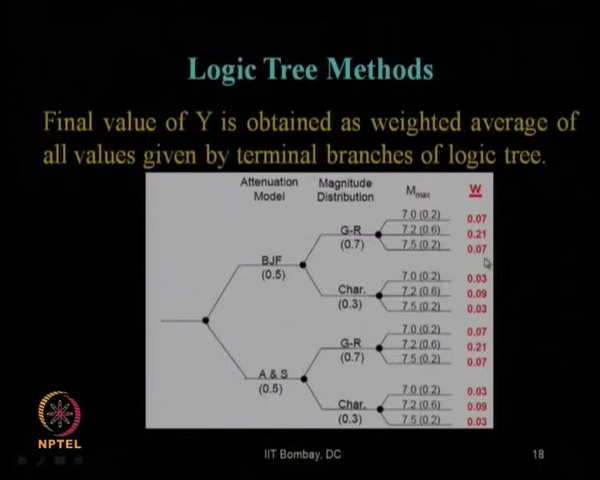 Logic Tree Methods
Final value of Y is obtained as weighted average of
all values given by terminal branches of logic tree.
Attenuation Model
Magnitude Distribution
Mmax
W
BJF
(0.5)
G-R
(0.7)
7.0 (0.2) 0.07
7.2 (0.6) 0.21
7.5 (0.2) 0.07
Char.
(0.3)
7.0 (0.2) 0.03
7.2 (0.6) 0.09
7.5 (0.2) 0.03
A & S
(0.5)
G-R
(0.7)
7.0 (0.2) 0.07
7.2 (0.6) 0.21
7.5 (0.2) 0.07
Char.
(0.3)
7.0 (0.2) 0.03
7.2 (0.6) 0.09
7.5 (0.2) 0.03
NPTEL
IIT Bombay, DC
18